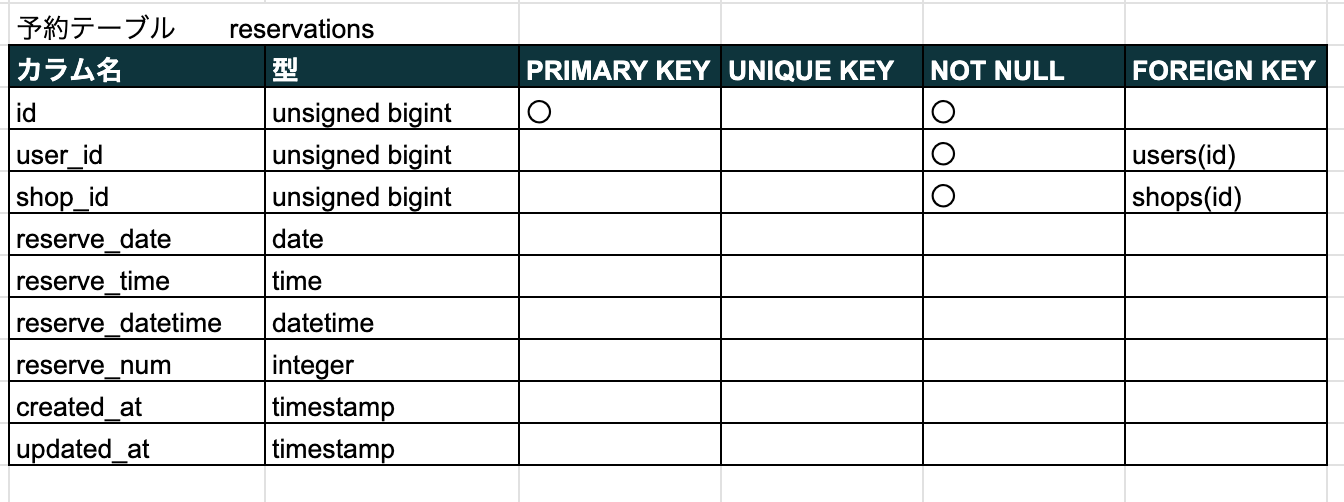 予約テーブル reservations
カラム名 型 PRIMARY KEY UNIQUE KEY NOT NULL FOREIGN KEY
id unsigned bigint ○ ○
user_id unsigned bigint ○ users(id)
shop_id unsigned bigint ○ shops(id)
reserve_date date
reserve_time time
reserve_datetime datetime
reserve_num integer
created_at timestamp
updated_at timestamp